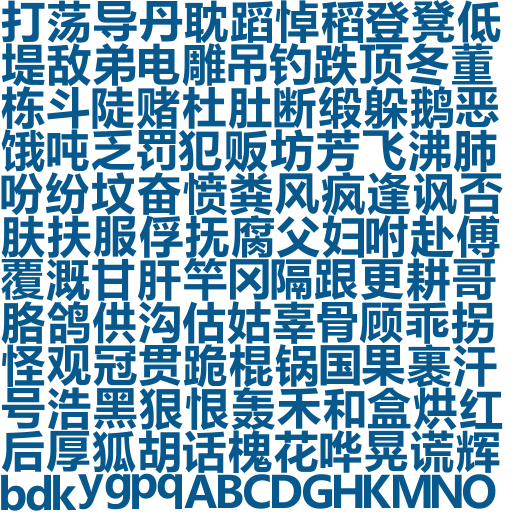 打荡导丹耽蹈悼稻登凳低
堤敌弟电雕吊钓跌顶冬董
栋斗陡赌杜肚断缎躲鹅恶
饿吨乏罚犯贩坊芳飞沸肺
吩纷坟奋愤粪风疯逢讽否
肤扶服俘抚腐父妇咐赴傅
覆溉甘肝竿冈隔跟更耕哥
胳鸽供沟估姑辜骨顾乖拐
怪观冠贯跪棍锅国果裹汗
号浩黑狠恨轰禾和盒烘红
后厚狐胡话槐花哗晃谎辉
bdkygpqABCDGHKMNO